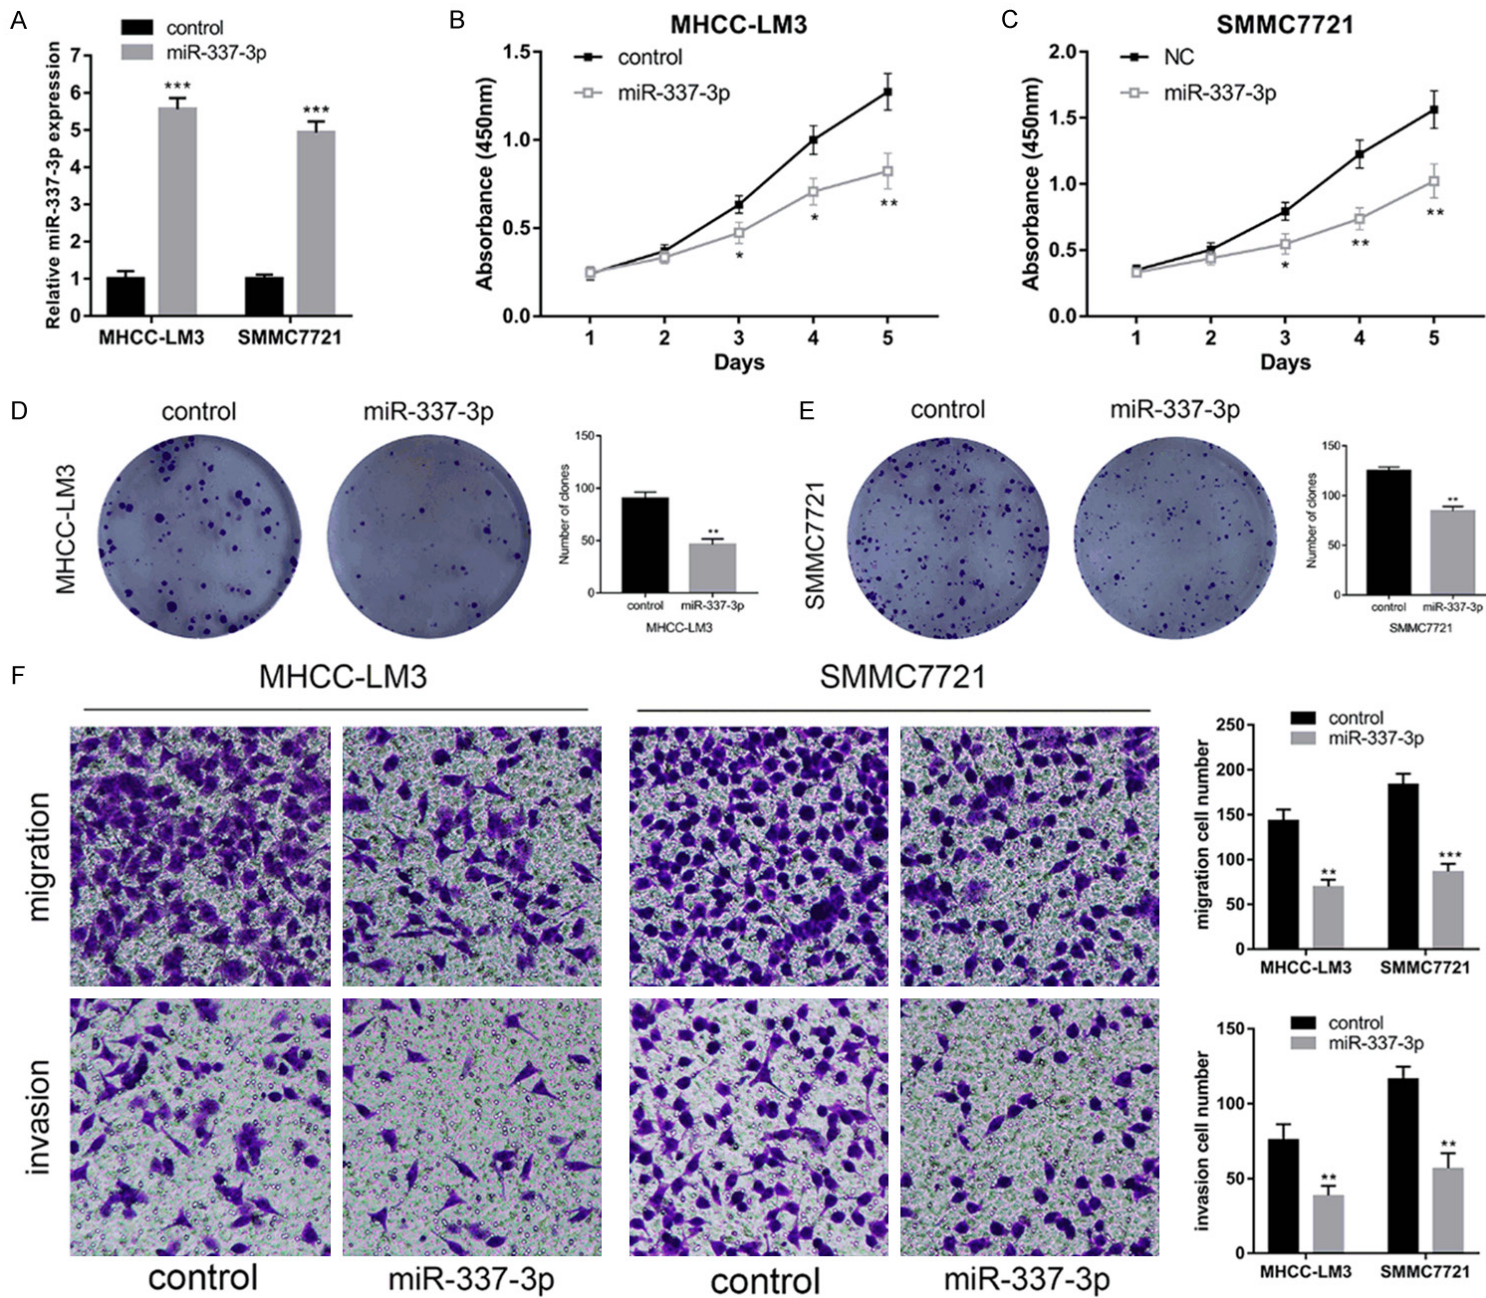 A
control
miR-337-3p
Relative miR-337-3p expression
7
6
5
4
3
2
1
0
***
***
MHCC-LM3
SMMC7721
B
MHCC-LM3
control
miR-337-3p
Absorbance (450nm)
1.5
1.0
0.5
0.0
*
*
**
1 2 3 4 5
Days
C
SMMC7721
NC
miR-337-3p
Absorbance (450nm)
2.0
1.5
1.0
0.5
0.0
*
**
**
1 2 3 4 5
Days
D
control
miR-337-3p
MHCC-LM3
Number of clones
150
100
50
0
**
control miR-337-3p
MHCC-LM3
E
control
miR-337-3p
SMMC7721
Number of clones
150
100
50
0
**
control miR-337-3p
SMMC7721
F
MHCC-LM3
SMMC7721
migration
invasion
control
miR-337-3p
control
miR-337-3p
control
miR-337-3p
migration cell number
250
200
150
100
50
0
**
***
MHCC-LM3 SMMC7721
control
miR-337-3p
invasion cell number
150
100
50
0
**
**
MHCC-LM3 SMMC7721